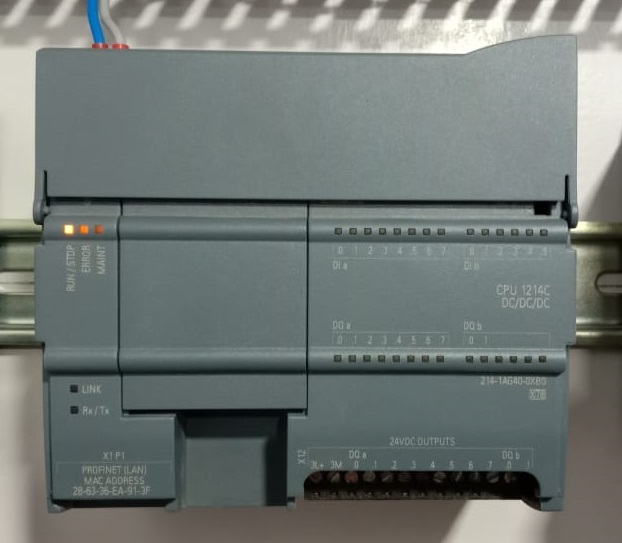 RUN / STOP
ERROR
MAINT
0 1 2 3 4 5 6 7 0 1 2 3 4 5
DI a DI b
CPU 1214C
DC/DC/DC
DQ a DQ b
0 1 2 3 4 5 6 7 0 1
214-1AG40-0XB0
LINK
Rx / Tx
X1 P1
PROFINET (LAN)
MAC ADDRESS
28-63-36-EA-91-3F
X12
24VDC OUTPUTS
DQ a DQ b
3L+ 3M 0 1 2 3 4 5 6 7 0 1